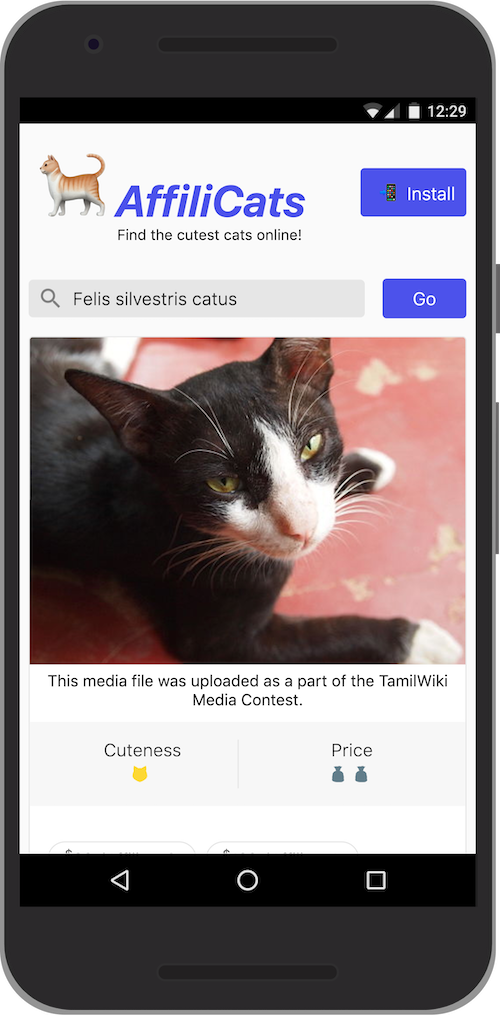 12:29
AffiliCats
Install
Find the cutest cats online!
Felis silvestris catus
Go
This media file was uploaded as a part of the TamilWiki
Media Contest.
Cuteness
Price